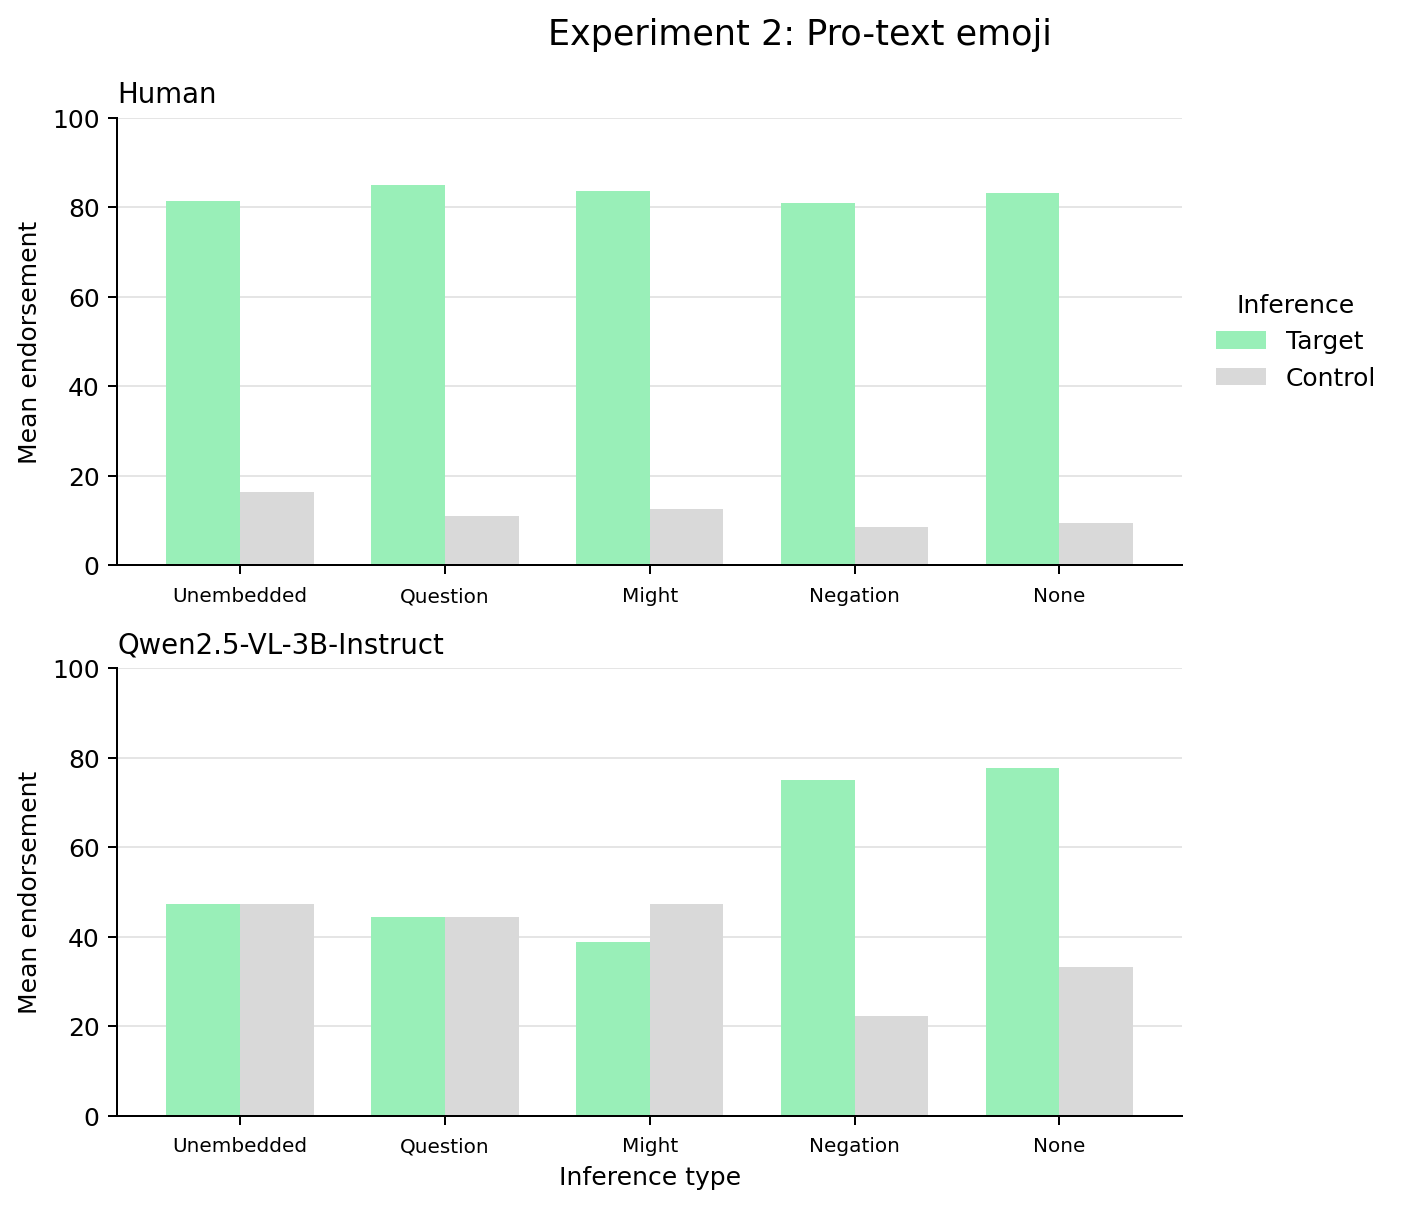 Experiment 2: Pro-text emoji
Human
Mean endorsement
100
80
60
40
20
0
Unembedded Question Might Negation None
Inference
Target
Control
Qwen2.5-VL-3B-Instruct
Mean endorsement
100
80
60
40
20
0
Unembedded Question Might Negation None
Inference type